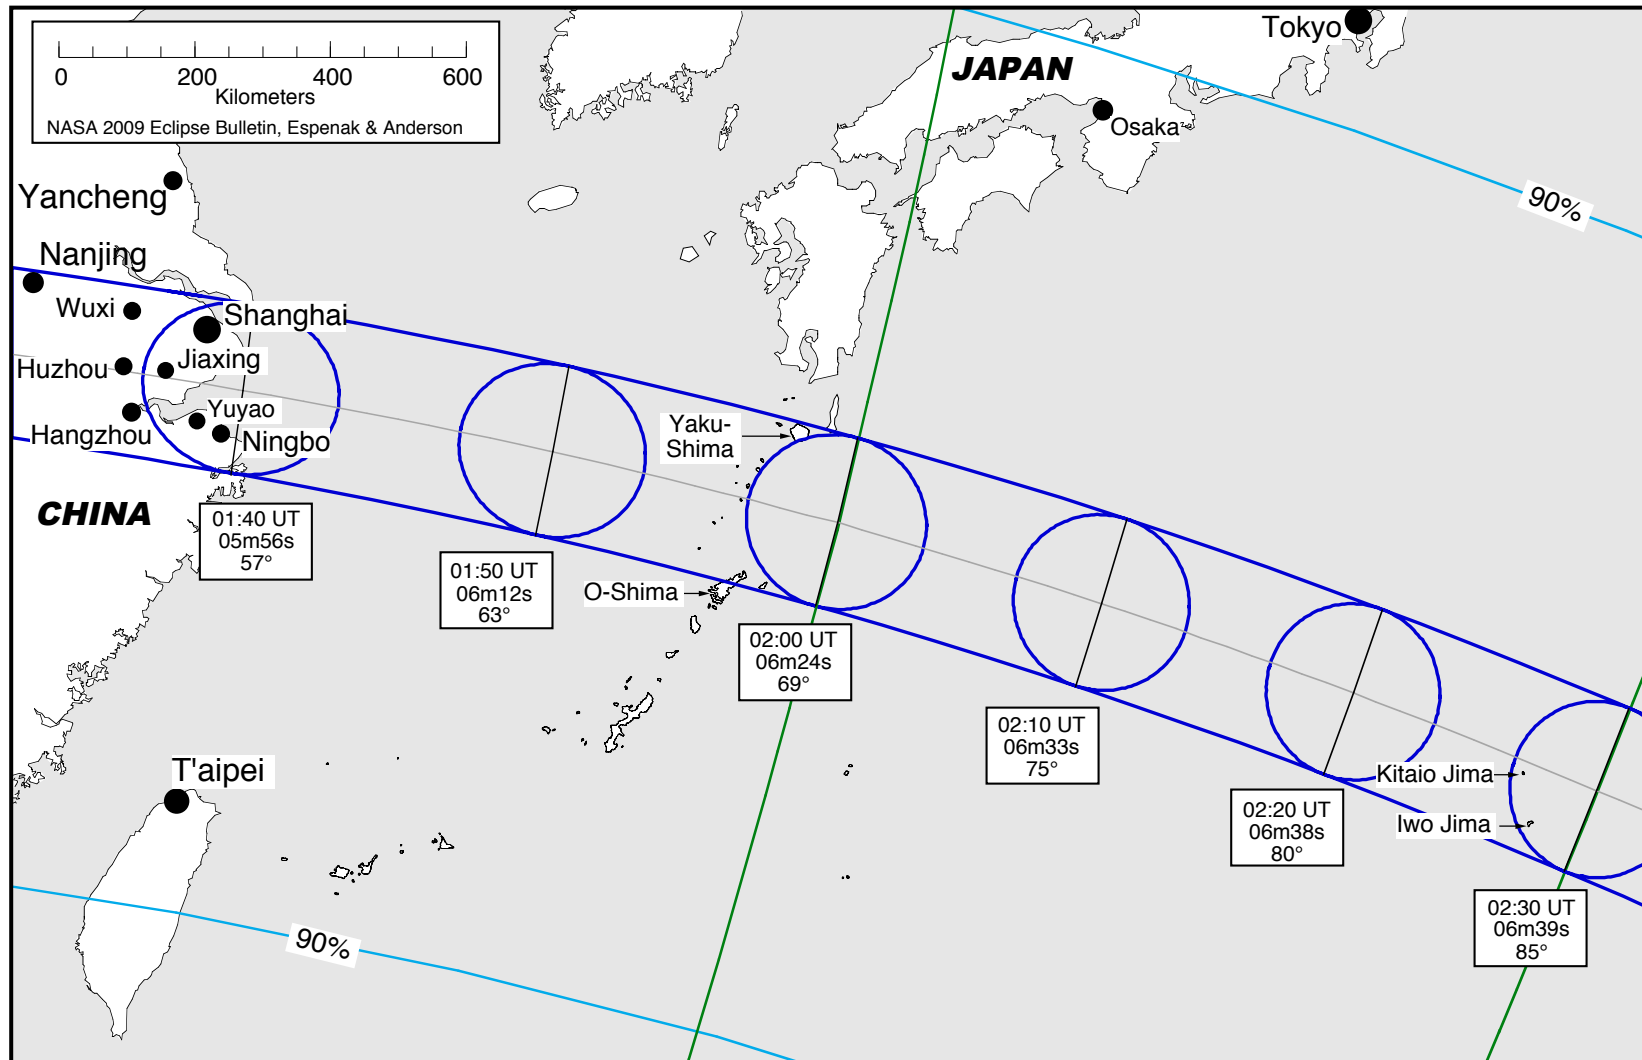 0 200 400 600
Kilometers
NASA 2009 Eclipse Bulletin, Espenak & Anderson
Tokyo
JAPAN
Osaka
Yancheng
90%
Nanjing
Wuxi
Shanghai
Huzhou
Jiaxing
Yuyao
Hangzhou
Ningbo
Yaku-
Shima
CHINA
01:40 UT
05m56s
57°
01:50 UT
06m12s
63°
O-Shima
02:00 UT
06m24s
69°
02:10 UT
06m33s
75°
T'aipei
Kitaio Jima
Iwo Jima
02:20 UT
06m38s
80°
02:30 UT
06m39s
85°
90%